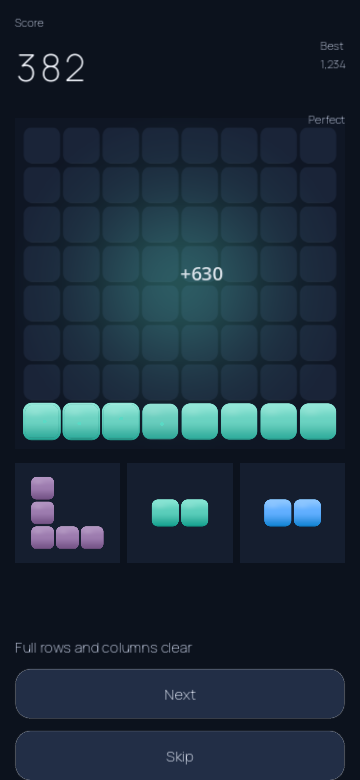 Score
382
Best
1,234
Perfect
+630
Full rows and columns clear
Next
Skip